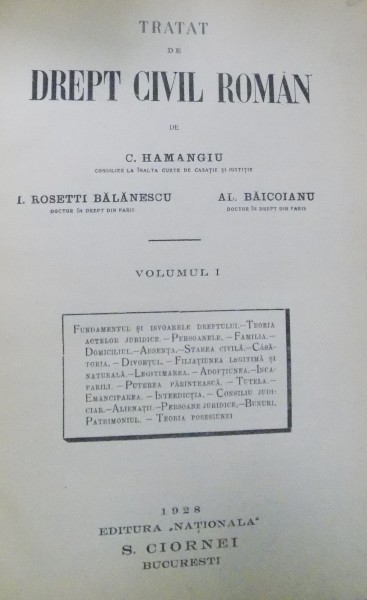 TRATAT
DE
DREPT CIVIL ROMÂN
DE
C. HAMANGIU
CONSILIER LA ÎNALTA CURTE DE CASAȚIE ȘI JUSTIȚIE
I. ROSETTI BĂLĂNESCU AL. BĂICOIANU
DOCTOR ÎN DREPT DIN PARIS DOCTOR ÎN DREPT DIN PARIS
VOLUMUL I
FUNDAMENTUL ȘI ISVOARELE DREPTULUI.—TEORIA
ACTELOR JURIDICE.—PERSOANELE.—FAMILIA.—
DOMICILIUL.—ABSENȚA.—STAREA CIVILĂ.—CĂSĂ-
TORIA.—DIVORȚUL.—FILIAȚIUNEA LEGITIMĂ ȘI
NATURALĂ.—LEGITIMAREA.—ADOPȚIUNEA.—INCA-
PABILI.—PUTEREA PĂRINTEASCĂ.—TUTELA.—
EMANCIPAREA.—INTERDICȚIA.—CONSILIU JUDI-
CIAR.—ALIENAȚII.—PERSOANE JURIDICE.—BUNURI.
PATRIMONIUL.—TEORIA POSESIUNEI
1928
EDITURA „NAȚIONALA"
S. CIORNEI
BUCUREȘTI